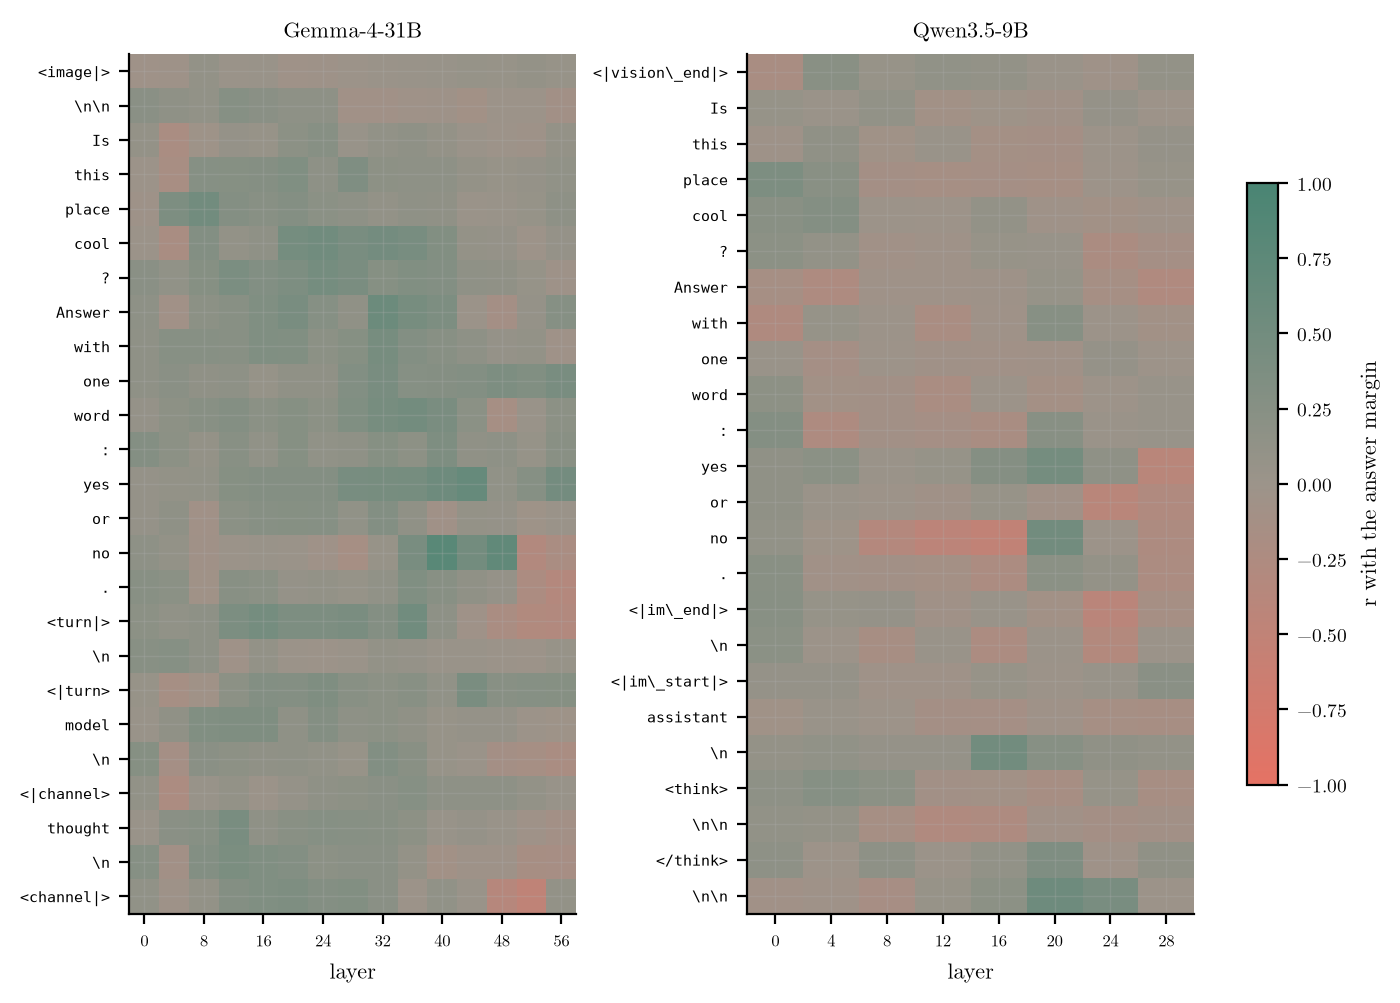 Gemma-4-31B
<image|>
\n\n
Is
this
place
cool
?
Answer
with
one
word
:
yes
or
no
.
<turn|>
\n
<|turn>
model
\n
<|channel>
thought
\n
<channel|>
0 8 16 24 32 40 48 56
layer
Qwen3.5-9B
<|vision\_end|>
Is
this
place
cool
?
Answer
with
one
word
:
yes
or
no
.
<|im\_end|>
\n
<|im\_start|>
assistant
\n
<think>
\n\n
</think>
\n\n
0 4 8 12 16 20 24 28
layer
1.00
0.75
0.50
0.25
0.00
−0.25
−0.50
−0.75
−1.00
r with the answer margin